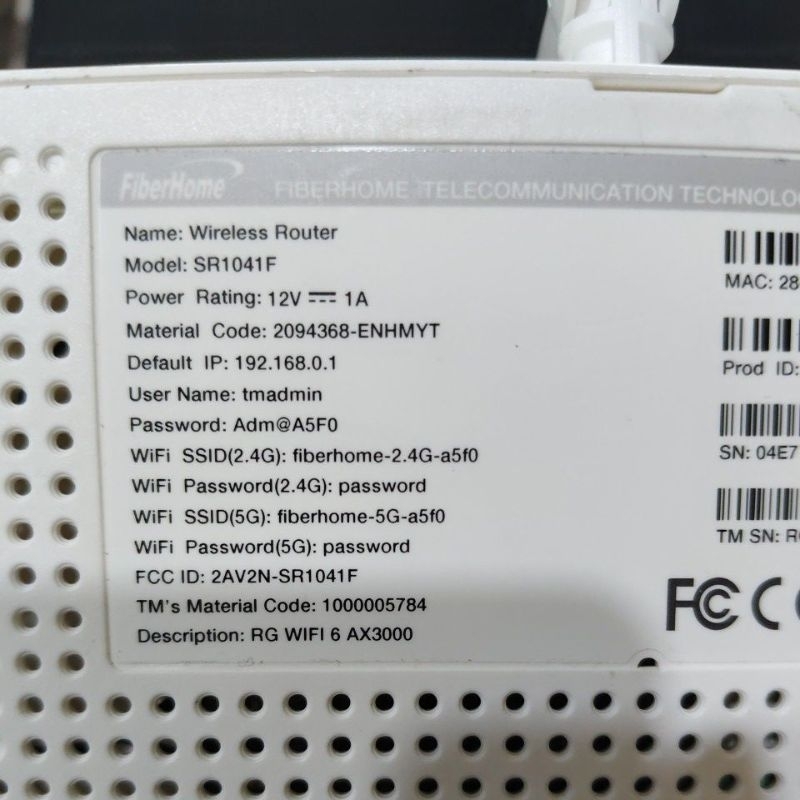 FiberHome FIBERHOME TELECOMMUNICATION
Name: Wireless Router
Model: SR1041F
Power Rating: 12V ⎓ 1A
Material Code: 2094368-ENHMYT
Default IP: 192.168.0.1
User Name: tmadmin
Password: Adm@A5F0
WiFi SSID(2.4G): fiberhome-2.4G-a5f0
WiFi Password(2.4G): password
WiFi SSID(5G): fiberhome-5G-a5f0
WiFi Password(5G): password
FCC ID: 2AV2N-SR1041F
TM's Material Code: 1000005784
Description: RG WIFI 6 AX3000
MAC: 28
Prod ID:
SN: 04E7
TM SN: R
FC C